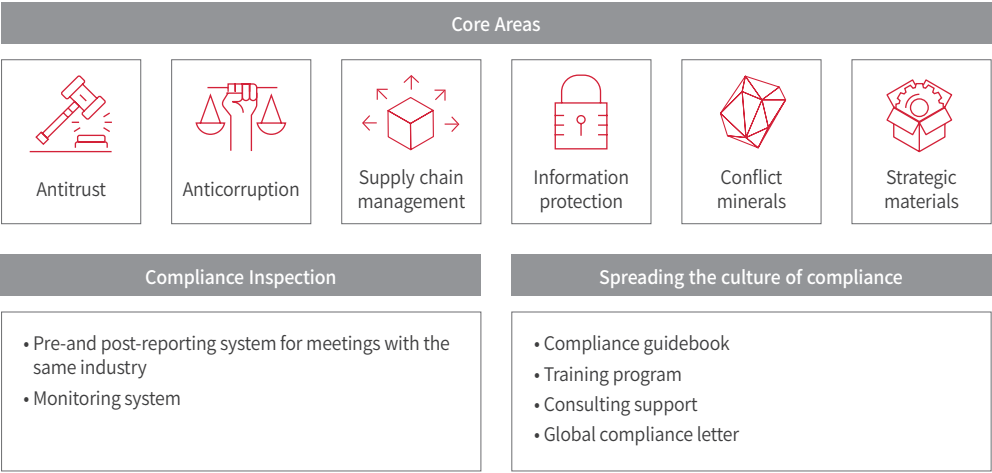 Core Areas
Antitrust
Anticorruption
Supply chain
management
Information
protection
Conflict
minerals
Strategic
materials
Compliance Inspection
• Pre-and post-reporting system for meetings with the
same industry
• Monitoring system
Spreading the culture of compliance
• Compliance guidebook
• Training program
• Consulting support
• Global compliance letter